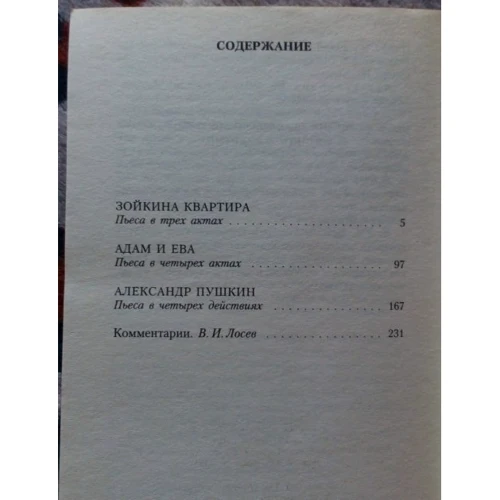 СОДЕРЖАНИЕ
ЗОЙКИНА КВАРТИРА
Пьеса в трех актах . . . . . . . . . . . . . . . . . . 5
АДАМ И ЕВА
Пьеса в четырех актах . . . . . . . . . . . . . . . . 97
АЛЕКСАНДР ПУШКИН
Пьеса в четырех действиях . . . . . . . . . . . . . 167
Комментарии. В. И. Лосев . . . . . . . . . . . . . 231